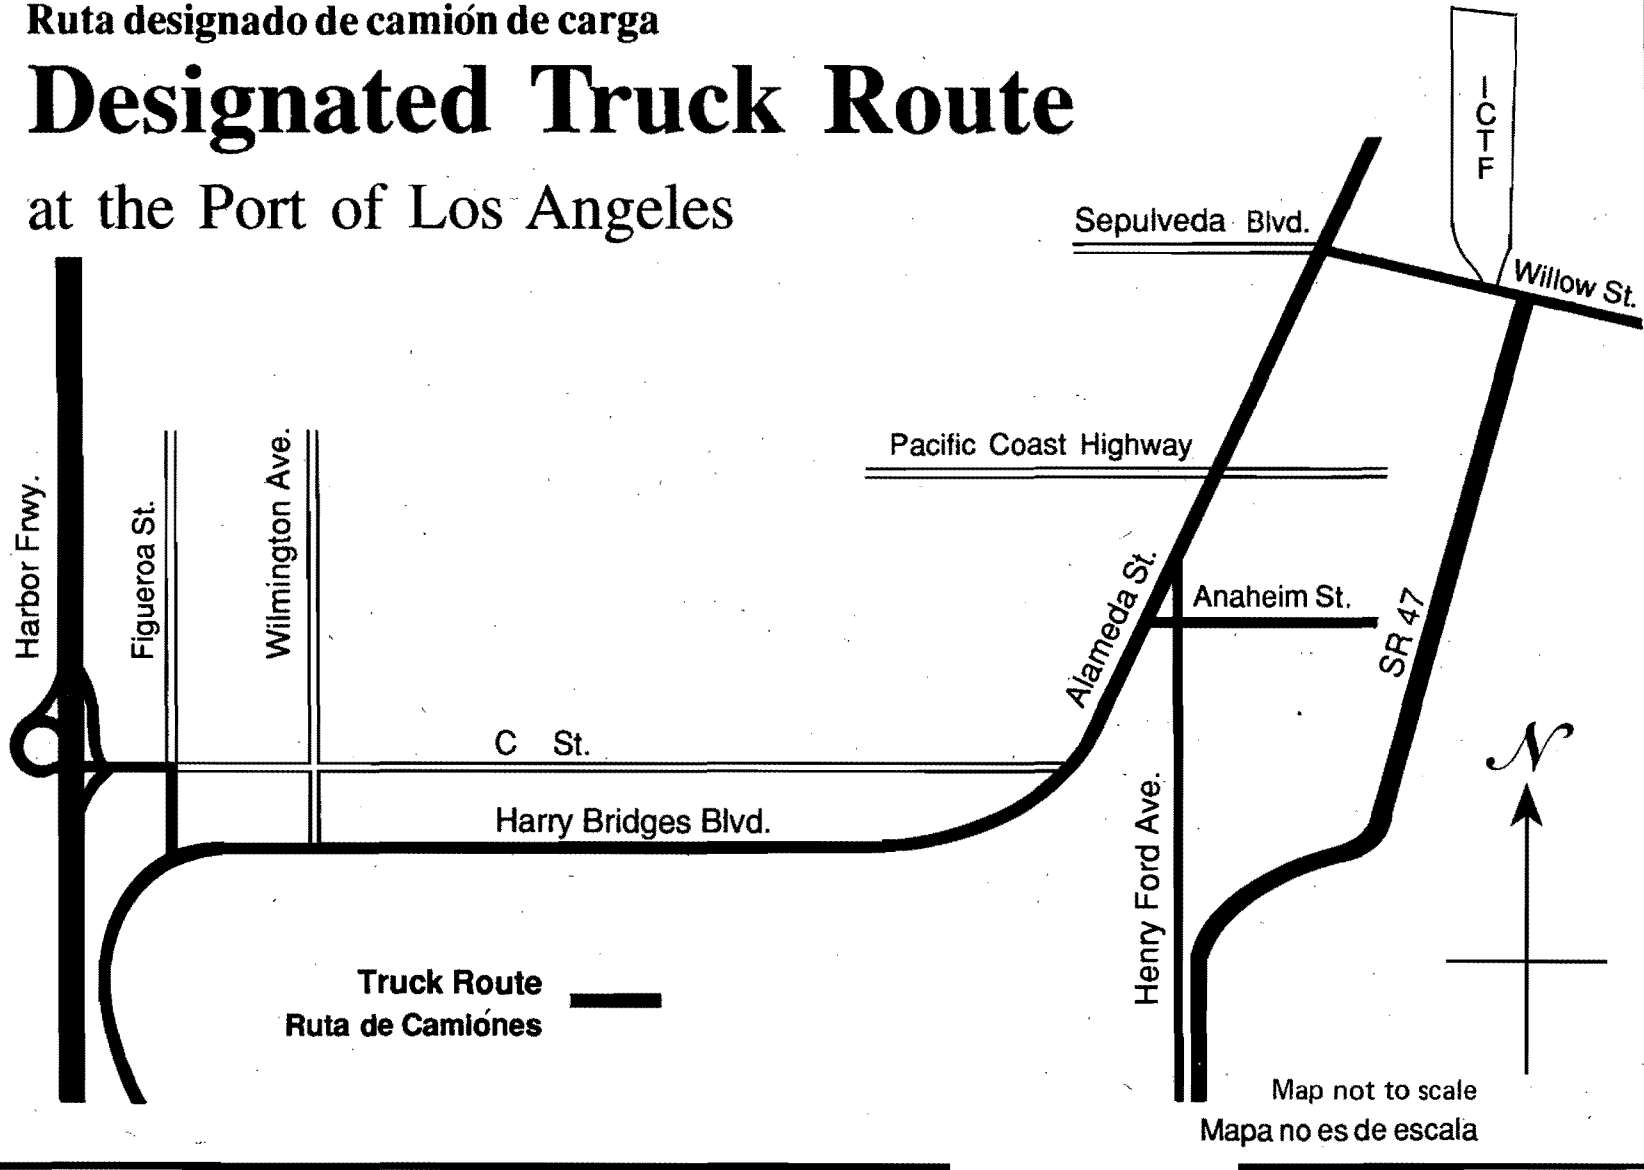 Ruta designado de camión de carga
Designated Truck Route
at the Port of Los Angeles
I
C
T
F
Sepulveda Blvd.
Willow St.
Pacific Coast Highway
Harbor Frwy.
Figueroa St.
Wilmington Ave.
Alameda St.
Anaheim St.
SR 47
C St.
Harry Bridges Blvd.
Henry Ford Ave.
N
Truck Route
Ruta de Camiónes
Map not to scale
Mapa no es de escala